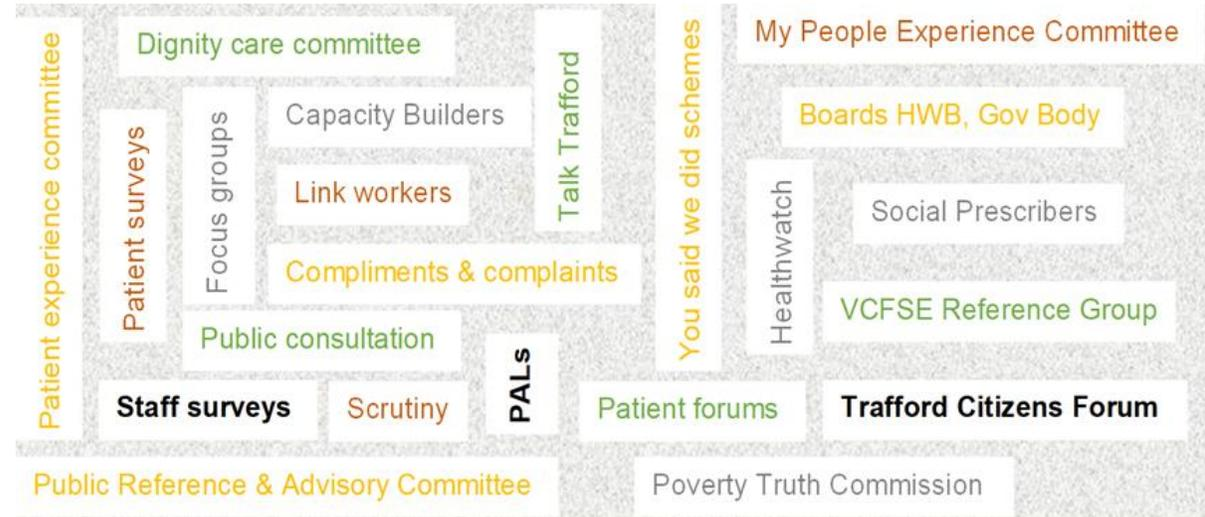 Patient experience committee
Dignity care committee
Patient surveys
Focus groups
Capacity Builders
Link workers
Talk Trafford
Compliments & complaints
Public consultation
Staff surveys
Scrutiny
PALs
You said we did schemes
My People Experience Committee
Boards HWB, Gov Body
Healthwatch
Social Prescribers
VCFSE Reference Group
Patient forums
Trafford Citizens Forum
Public Reference & Advisory Committee
Poverty Truth Commission